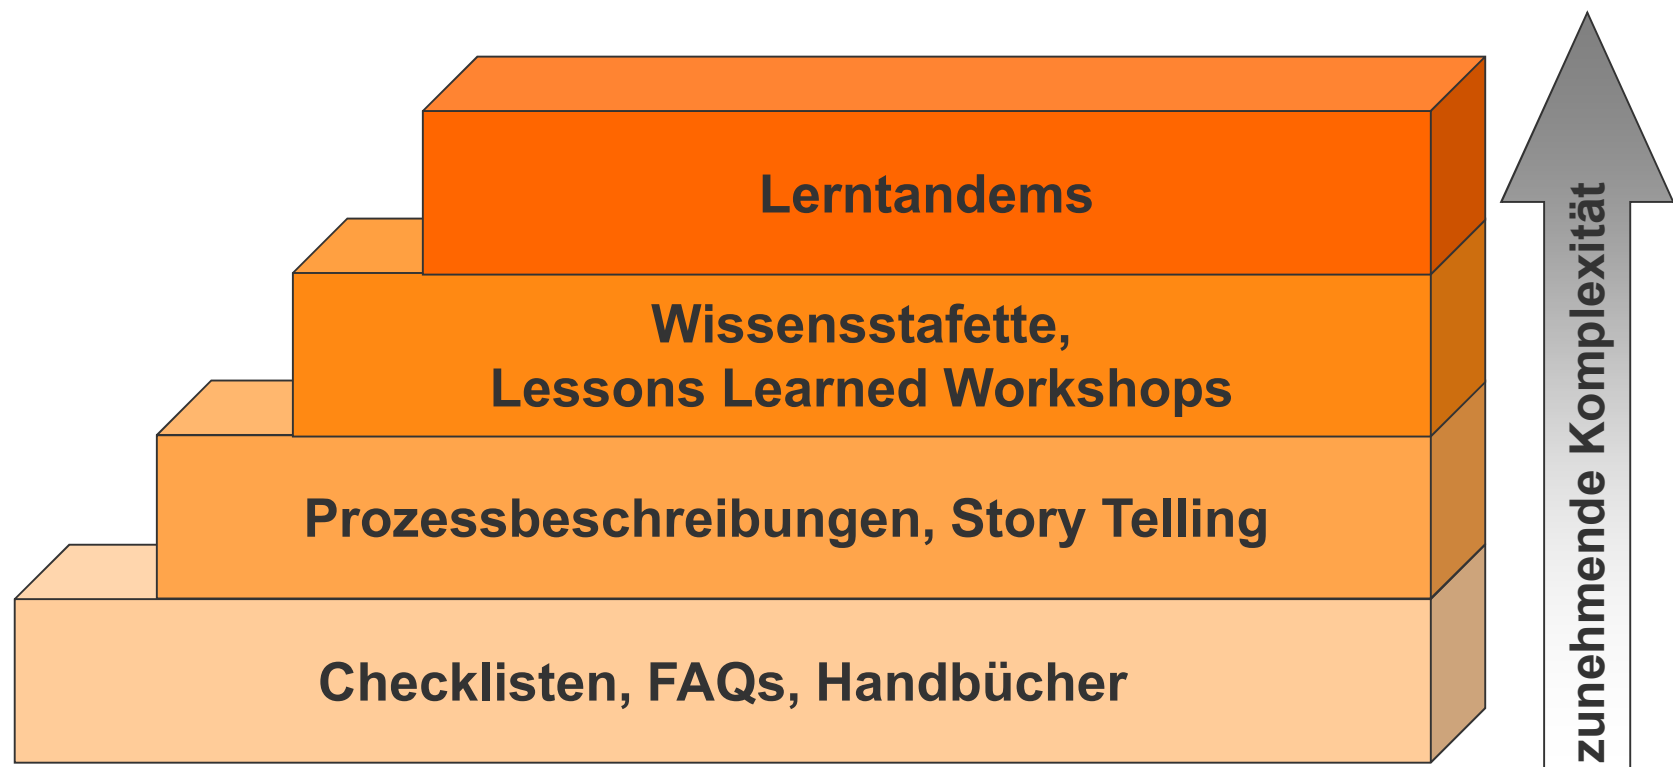 Lerntandems
Wissensstafette,
Lessons Learned Workshops
Prozessbeschreibungen, Story Telling
Checklisten, FAQs, Handbücher
zunehmende Komplexität